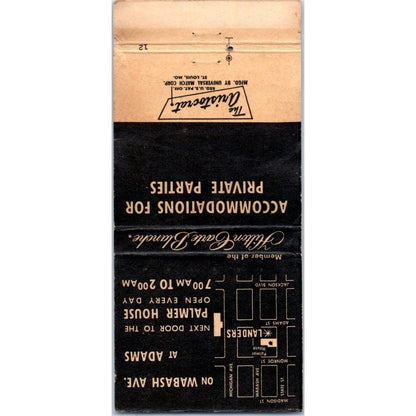 ON WABASH AVE.
AT ADAMS
NEXT DOOR TO THE
PALMER HOUSE
OPEN EVERY DAY
7:00 AM TO 2:00 AM
MADISON ST
STATE ST.
WABASH AVE
MICHIGAN AVE
MONROE ST
Palmer
House
LANDERS
ADAMS ST
JACKSON BLVD
Member of the
Hilton Carte Blanche.
ACCOMMODATIONS FOR
PRIVATE PARTIES
The
Aristocrat
REG. U.S. PAT. OFF.
MFGD. BY UNIVERSAL MATCH CORP.
ST. LOUIS, MO.
12